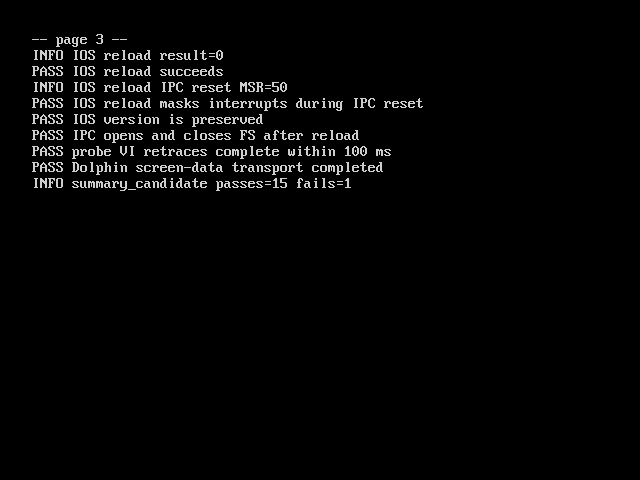 -- page 3 --
INFO IOS reload result=0
PASS IOS reload succeeds
INFO IOS reload IPC reset MSR=50
PASS IOS reload masks interrupts during IPC reset
PASS IOS version is preserved
PASS IPC opens and closes FS after reload
PASS probe VI retraces complete within 100 ms
PASS Dolphin screen-data transport completed
INFO summary_candidate passes=15 fails=1